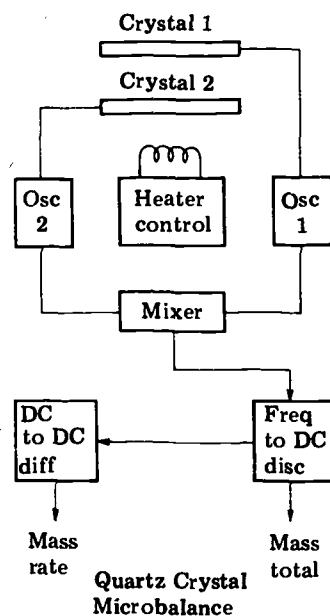 Crystal 1
Crystal 2
Osc
2
Heater
control
Osc
1
Mixer
DC
to DC
diff
Freq
to DC
disc
Mass
rate
Mass
total
Quartz Crystal
Microbalance